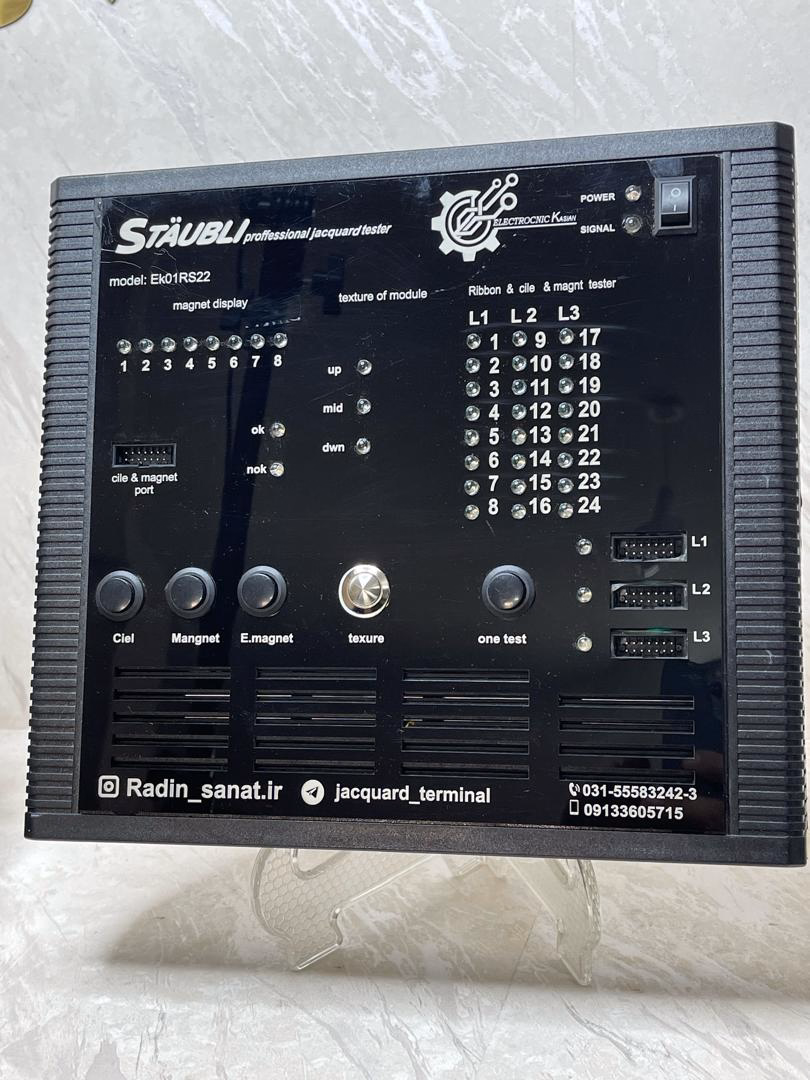 STÄUBLI proffessional jacquard tester
ELECTROCNIC KASIAN
POWER
SIGNAL
model: Ek01RS22
magnet display
texture of module
Ribbon & cile & magnt tester
L1 L2 L3
1 9 17
2 10 18
3 11 19
4 12 20
5 13 21
6 14 22
7 15 23
8 16 24
1 2 3 4 5 6 7 8
up
mid
dwn
ok
nok
cile & magnet
port
L1
L2
L3
Ciel Mangnet E.magnet texure one test
Radin_sanat.ir jacquard_terminal
031-55583242-3
09133605715